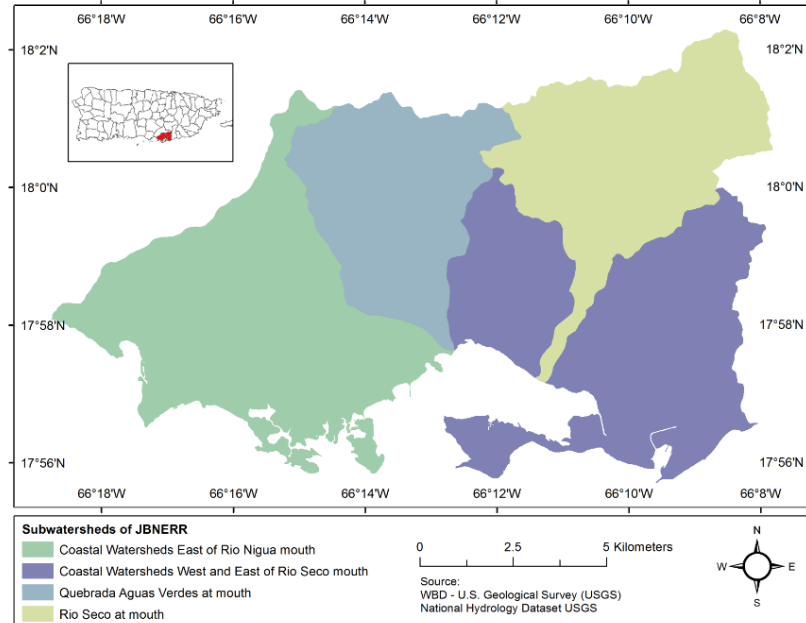 66°18'W 66°16'W 66°14'W 66°12'W 66°10'W 66°8'W
18°2'N 18°2'N
18°0'N 18°0'N
17°58'N 17°58'N
17°56'N 17°56'N
66°18'W 66°16'W 66°14'W 66°12'W 66°10'W 66°8'W
Subwatersheds of JBNERR
Coastal Watersheds East of Rio Nigua mouth
Coastal Watersheds West and East of Rio Seco mouth
Quebrada Aguas Verdes at mouth
Rio Seco at mouth
0 2.5 5 Kilometers
Source:
WBD - U.S. Geological Survey (USGS)
National Hydrology Dataset USGS
N
W E
S